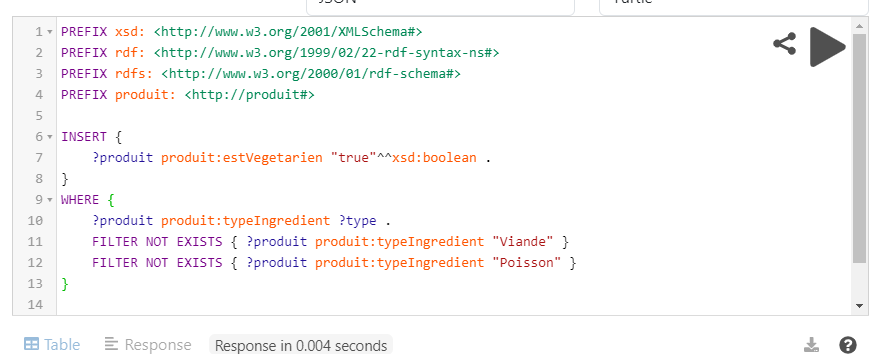 JSON
Turtle
1 PREFIX xsd: <http://www.w3.org/2001/XMLSchema#>
2 PREFIX rdf: <http://www.w3.org/1999/02/22-rdf-syntax-ns#>
3 PREFIX rdfs: <http://www.w3.org/2000/01/rdf-schema#>
4 PREFIX produit: <http://produit#>
5
6 INSERT {
7 ?produit produit:estVegetarien "true"^^xsd:boolean .
8 }
9 WHERE {
10 ?produit produit:typeIngredient ?type .
11 FILTER NOT EXISTS { ?produit produit:typeIngredient "Viande" }
12 FILTER NOT EXISTS { ?produit produit:typeIngredient "Poisson" }
13 }
14
Table Response Response in 0.004 seconds